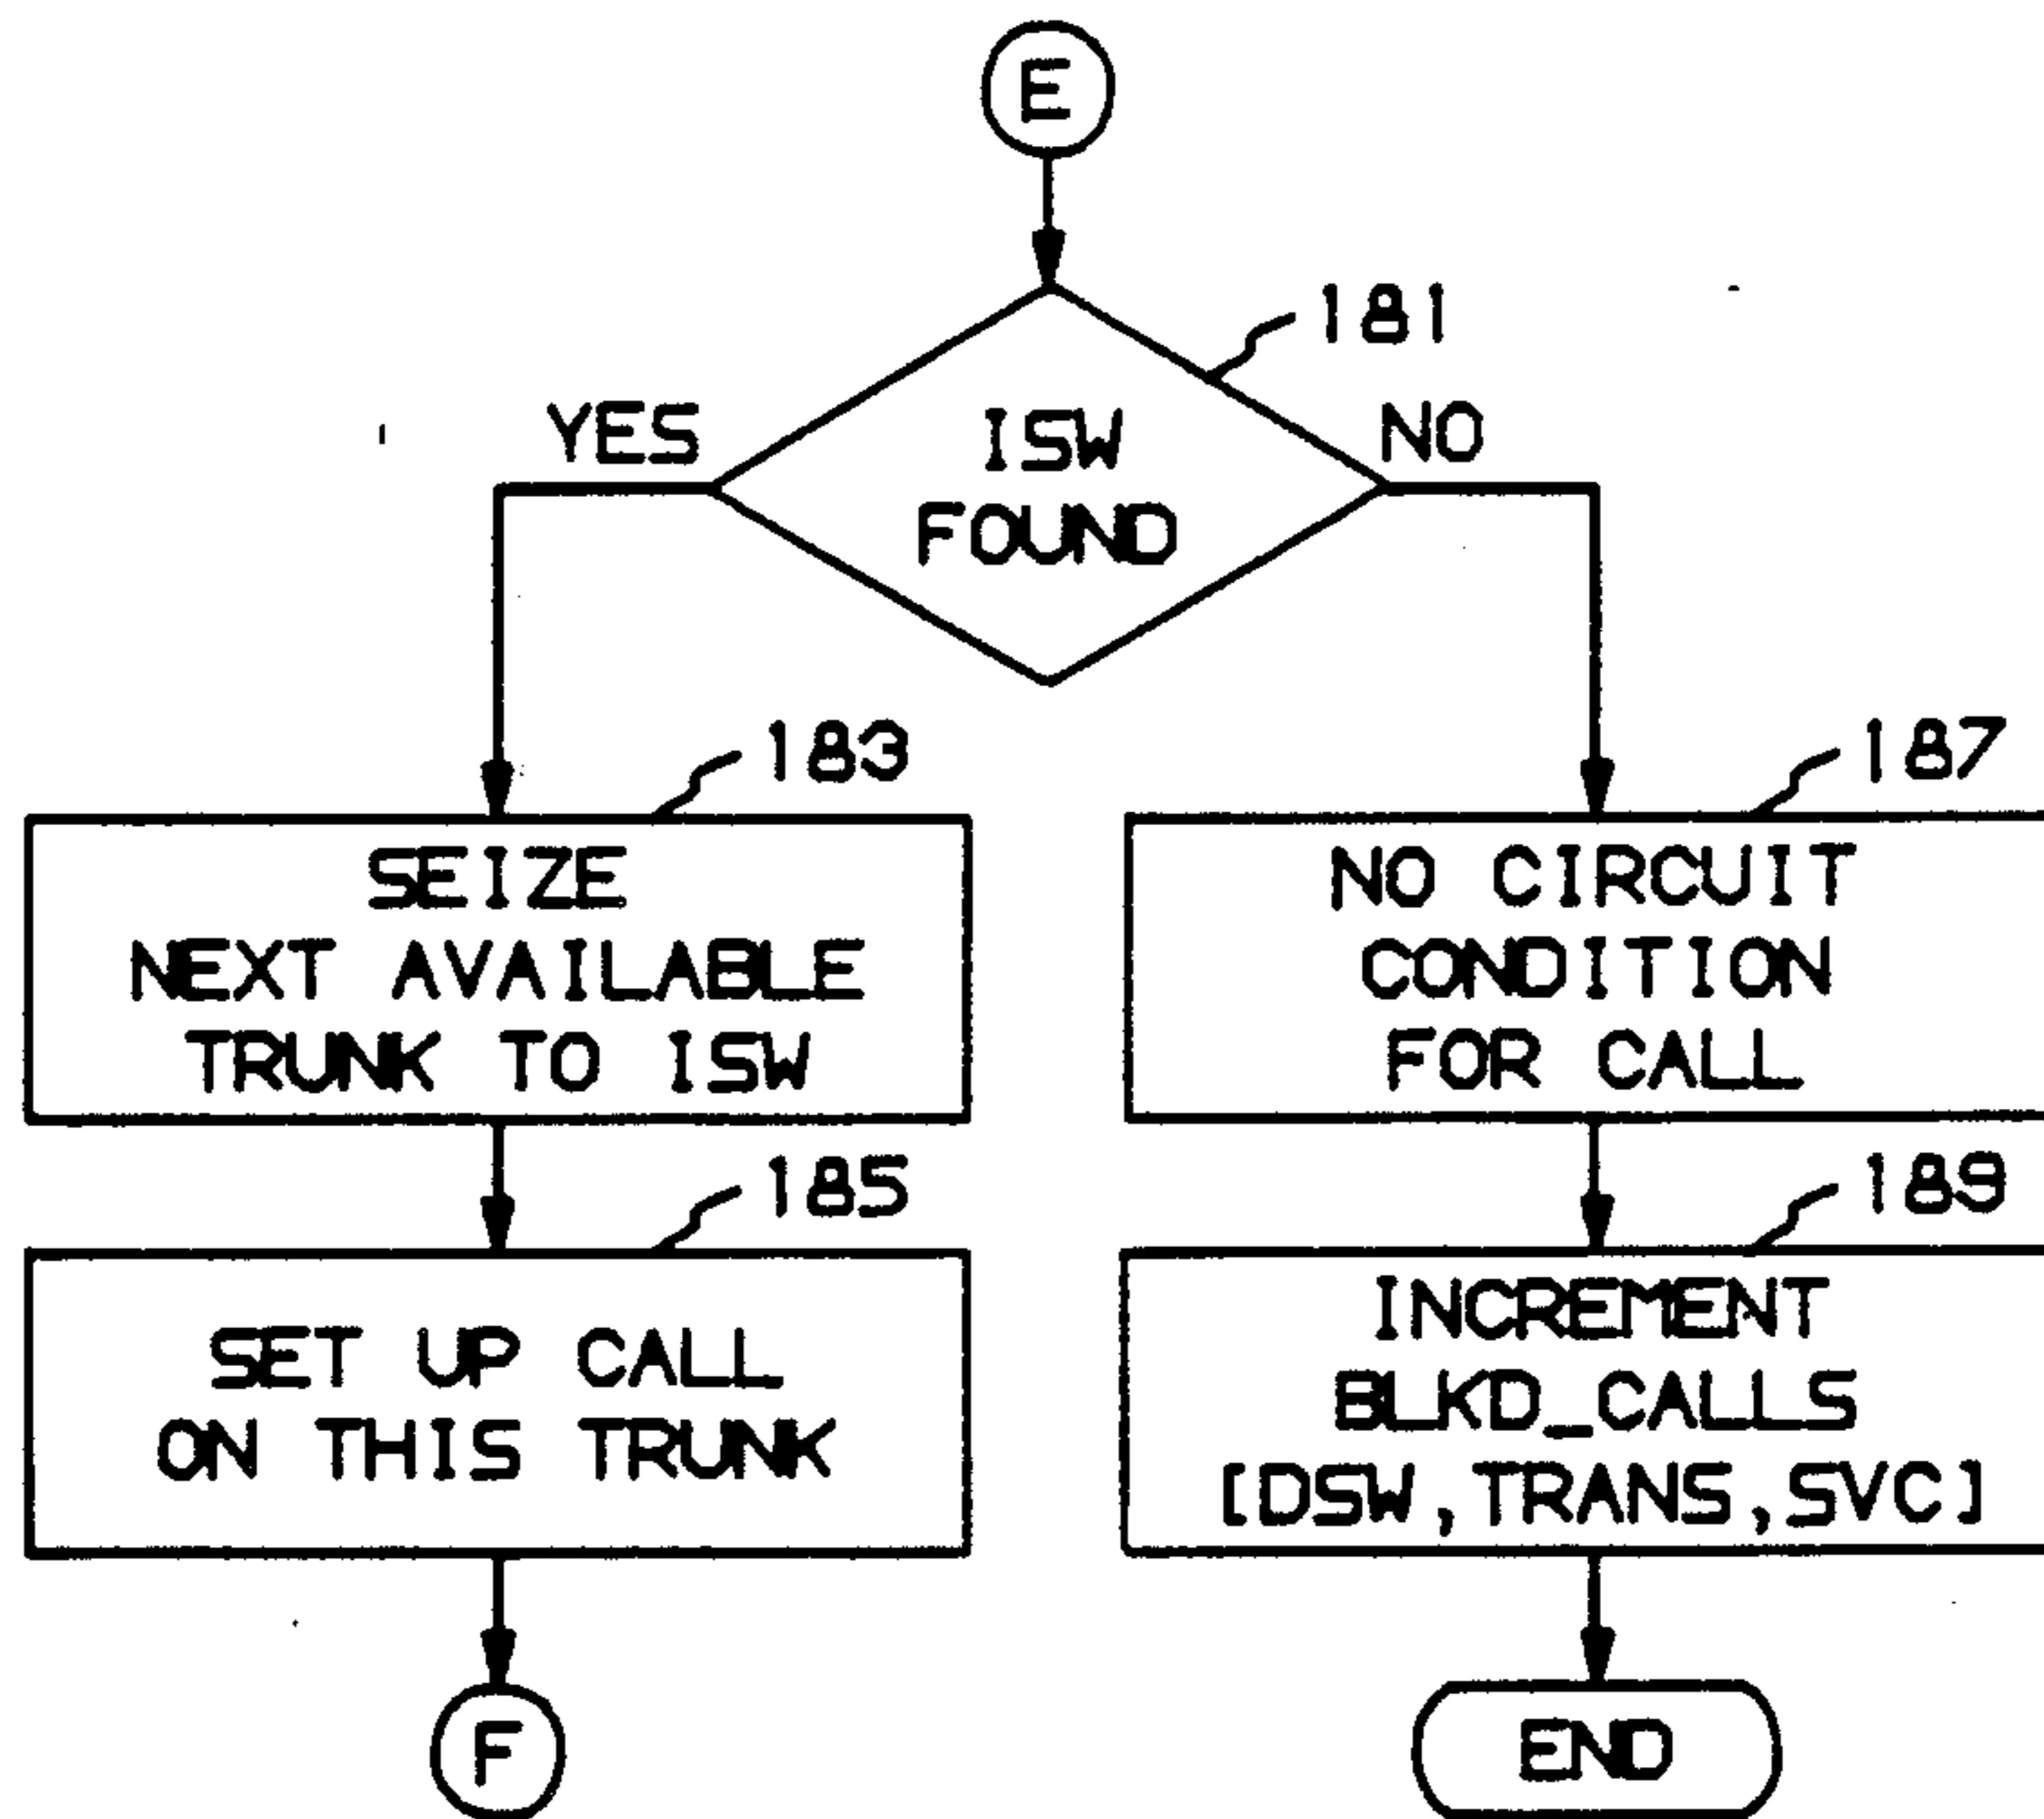 E
181
YES
ISW
FOUND
NO
183
SEIZE
NEXT AVAILABLE
TRUNK TO ISW
187
NO CIRCUIT
CONDITION
FOR CALL
185
SET UP CALL
ON THIS TRUNK
189
INCREMENT
BLKD_CALLS
[DSW,TRANS,SVC]
F
END